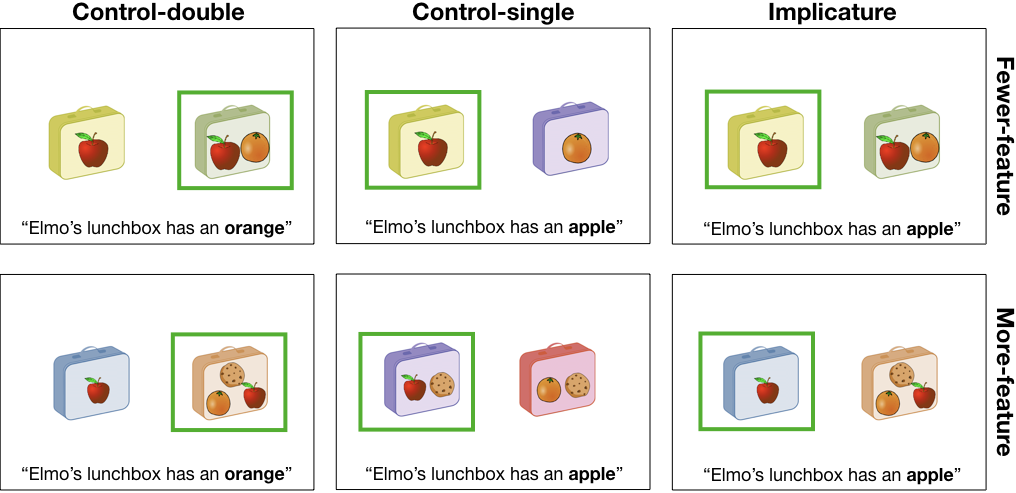 Control-double
Control-single
Implicature
“Elmo’s lunchbox has an orange”
“Elmo’s lunchbox has an apple”
“Elmo’s lunchbox has an apple”
Fewer-feature
“Elmo’s lunchbox has an orange”
“Elmo’s lunchbox has an apple”
“Elmo’s lunchbox has an apple”
More-feature